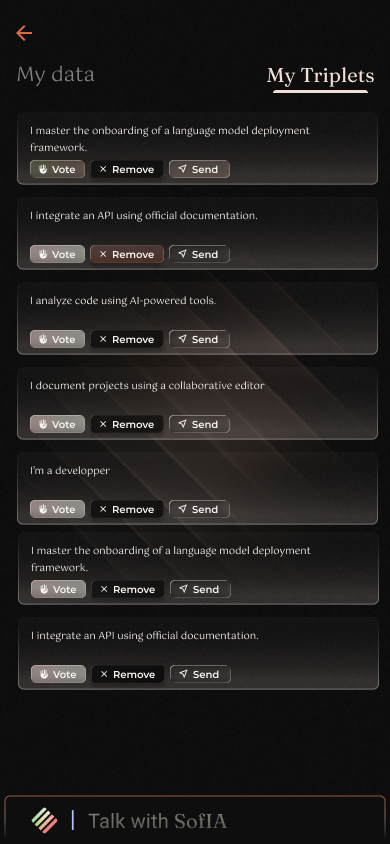 My data
My Triplets
I master the onboarding of a language model deployment
framework.
Vote Remove Send
I integrate an API using official documentation.
Vote Remove Send
I analyze code using AI-powered tools.
Vote Remove Send
I document projects using a collaborative editor
Vote Remove Send
I'm a developper
Vote Remove Send
I master the onboarding of a language model deployment
framework.
Vote Remove Send
I integrate an API using official documentation.
Vote Remove Send
Talk with SofIA